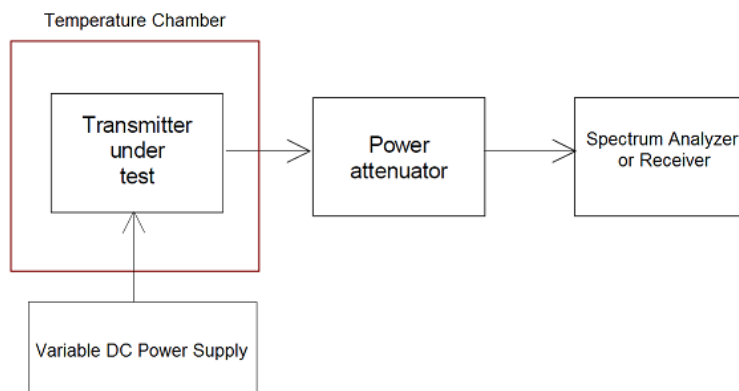 Temperature Chamber
Transmitter
under
test
Power
attenuator
Spectrum Analyzer
or Receiver
Variable DC Power Supply